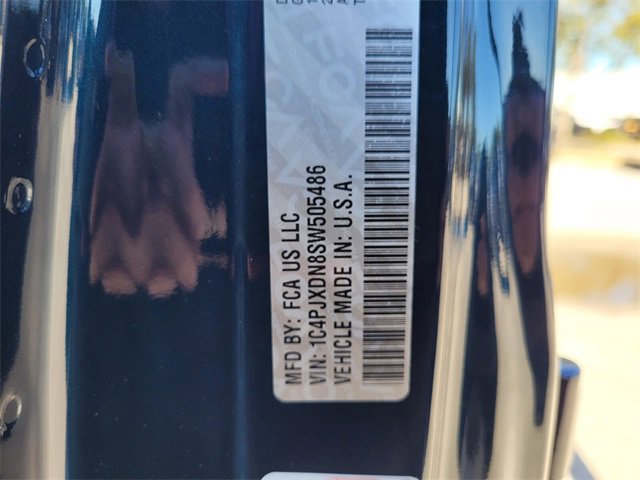 MFD BY: FCA US LLC
VIN: 1C4PJXDN8SW505486
VEHICLE MADE IN: U.S.A.